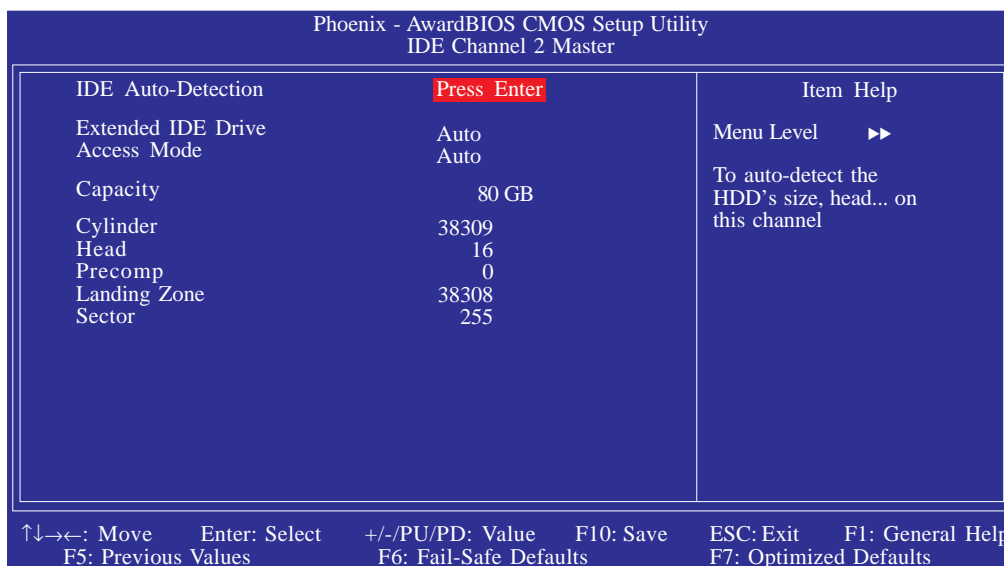 Phoenix - AwardBIOS CMOS Setup Utility
IDE Channel 2 Master
IDE Auto-Detection Press Enter
Extended IDE Drive Auto
Access Mode Auto
Capacity 80 GB
Cylinder 38309
Head 16
Precomp 0
Landing Zone 38308
Sector 255
Item Help
Menu Level ▶▶
To auto-detect the
HDD's size, head... on
this channel
↑↓→←: Move Enter: Select +/-/PU/PD: Value F10: Save ESC: Exit F1: General Help
F5: Previous Values F6: Fail-Safe Defaults F7: Optimized Defaults